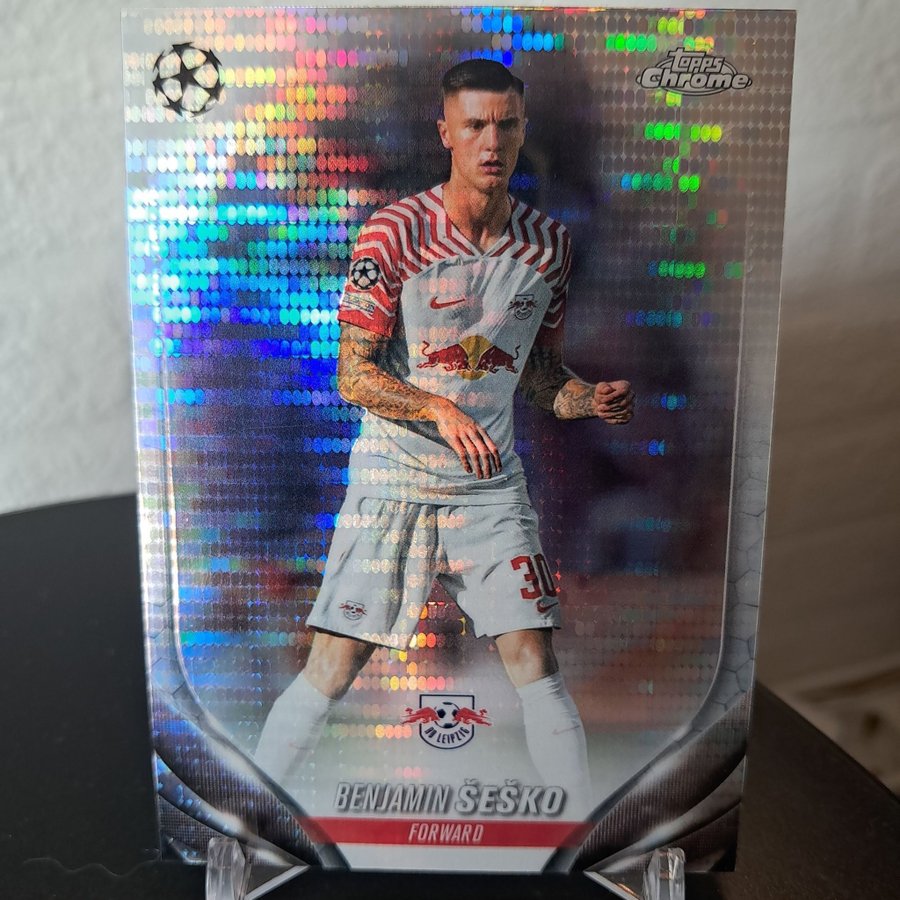 topps
Chrome
30
RB LEIPZIG
BENJAMIN ŠEŠKO
FORWARD